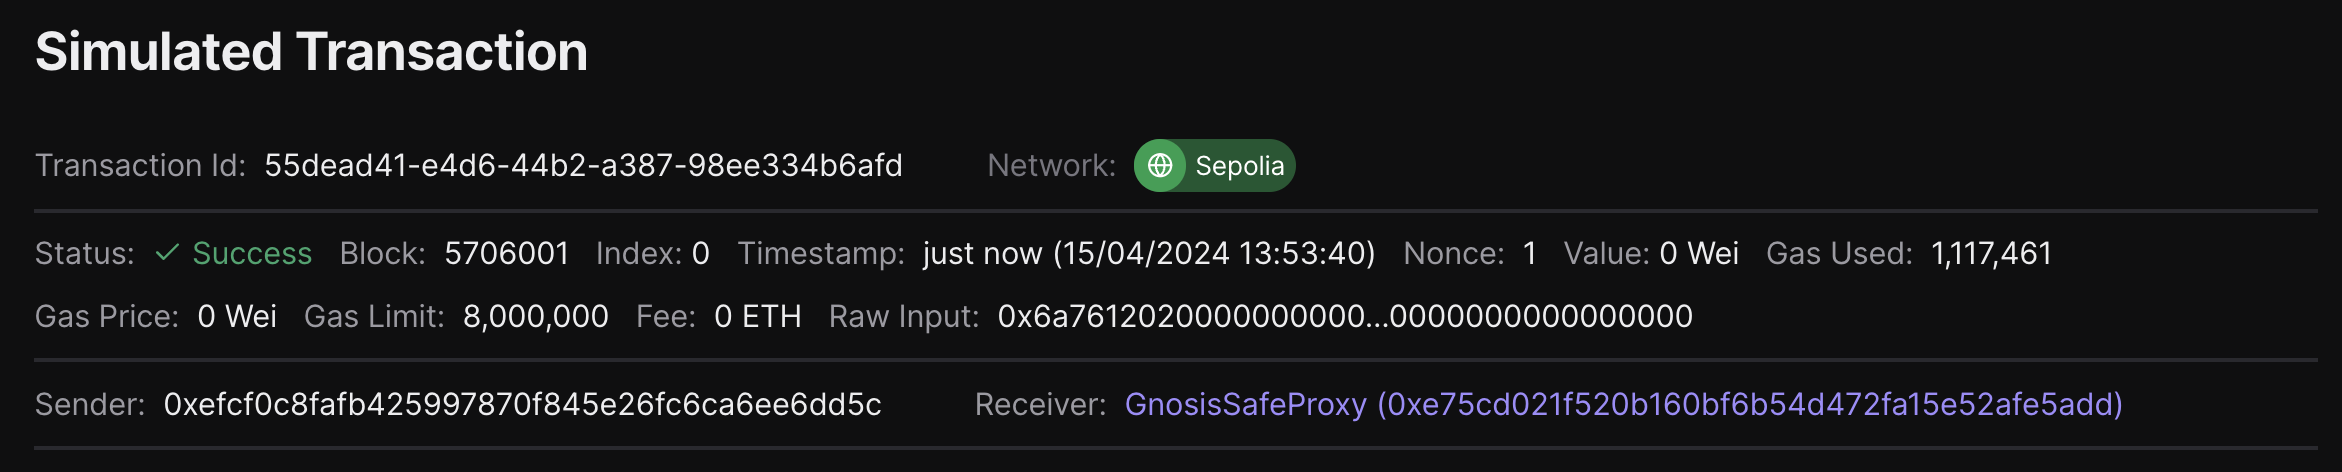 Simulated Transaction
Transaction Id: 55dead41-e4d6-44b2-a387-98ee334b6afd Network: Sepolia
Status: ✓ Success Block: 5706001 Index: 0 Timestamp: just now (15/04/2024 13:53:40) Nonce: 1 Value: 0 Wei Gas Used: 1,117,461
Gas Price: 0 Wei Gas Limit: 8,000,000 Fee: 0 ETH Raw Input: 0x6a7612020000000000...0000000000000000
Sender: 0xefcf0c8fafb425997870f845e26fc6ca6ee6dd5c Receiver: GnosisSafeProxy (0xe75cd021f520b160bf6b54d472fa15e52afe5add)